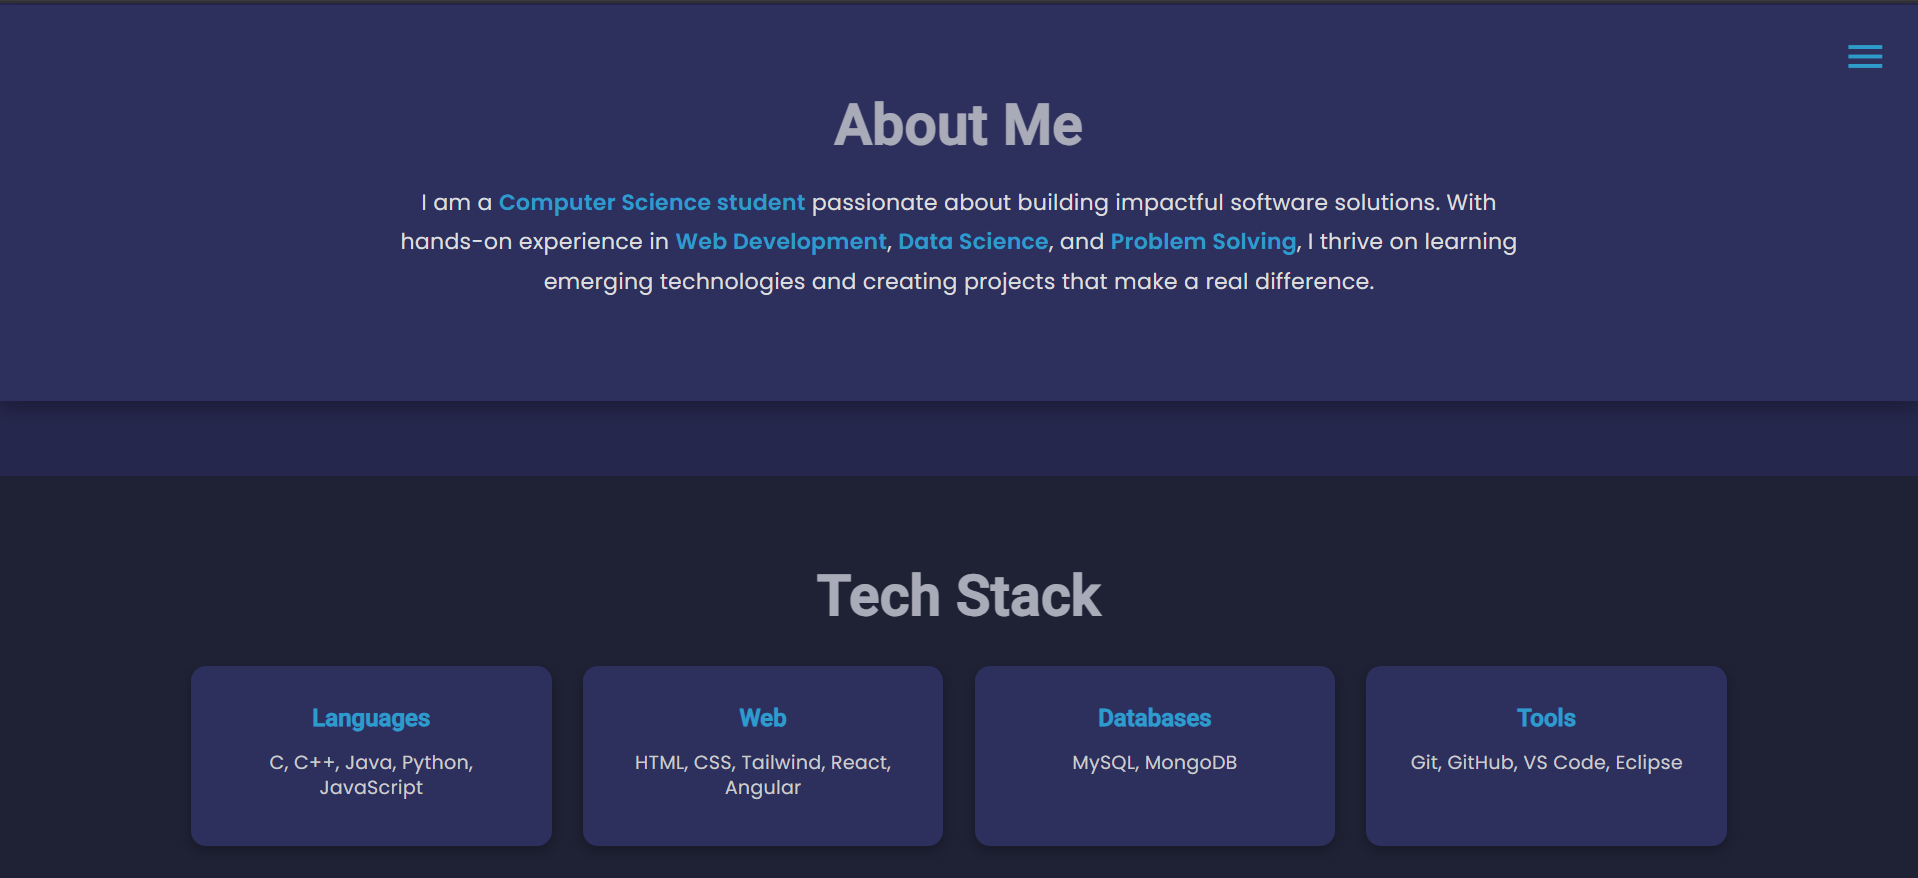 About Me
I am a Computer Science student passionate about building impactful software solutions. With
hands-on experience in Web Development, Data Science, and Problem Solving, I thrive on learning
emerging technologies and creating projects that make a real difference.
Tech Stack
Languages
C, C++, Java, Python,
JavaScript
Web
HTML, CSS, Tailwind, React,
Angular
Databases
MySQL, MongoDB
Tools
Git, GitHub, VS Code, Eclipse